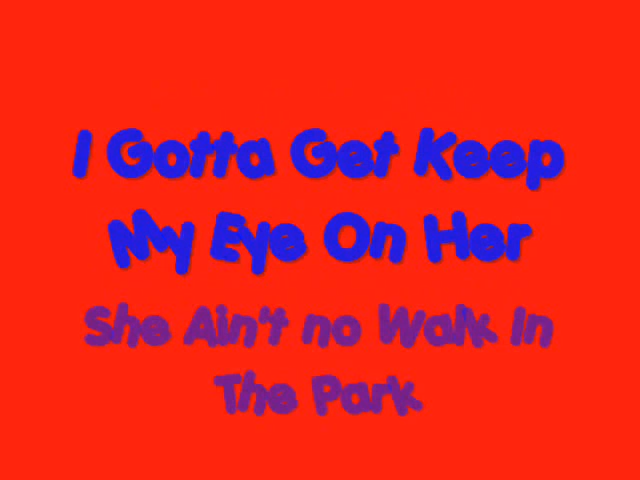 I Gotta Get Keep
My Eye On Her
She Ain't no Walk In
The Park